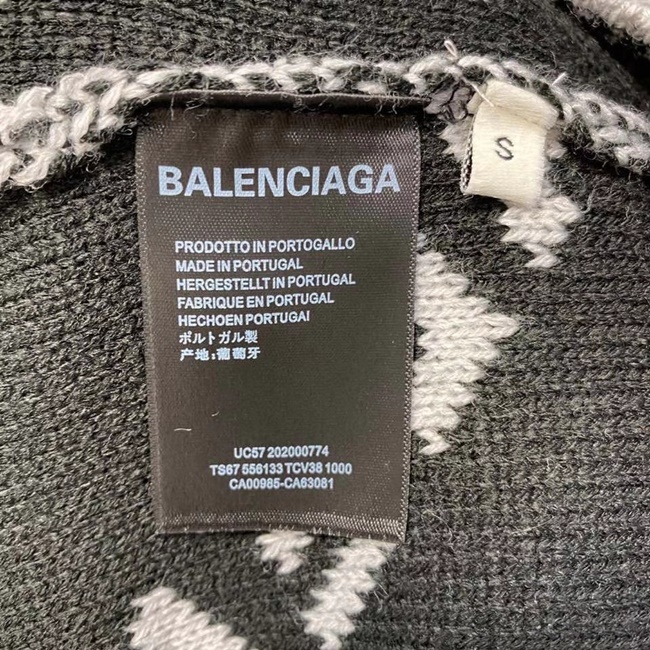 BALENCIAGA
S
PRODOTTO IN PORTOGALLO
MADE IN PORTUGAL
HERGESTELLT IN PORTUGAL
FABRIQUE EN PORTUGAL
HECHOEN PORTUGAI
ポルトガル製
产地:葡萄牙
UC57 202000774
TS67 556133 TCV38 1000
CA00985-CA63081